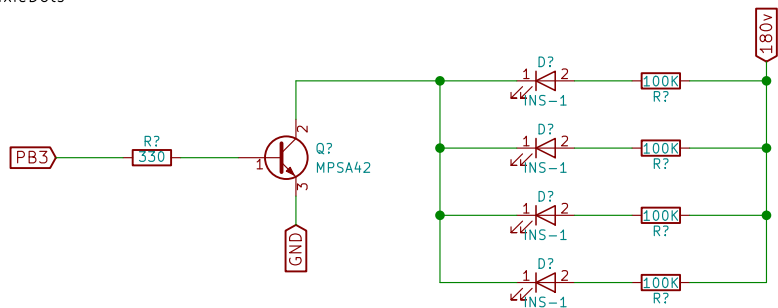 180v
D?
1 2
INS-1
100K
R?
D?
1 2
INS-1
100K
R?
PB3
R?
330
1
2
3
Q?
MPSA42
GND
D?
1 2
INS-1
100K
R?
D?
1 2
INS-1
100K
R?